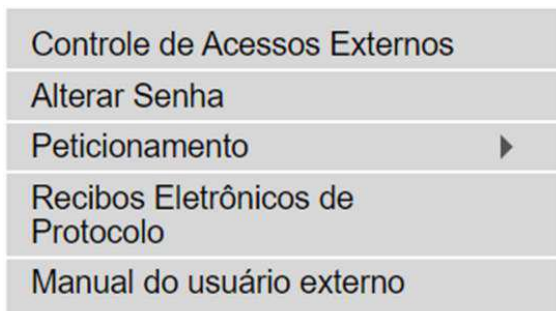 Controle de Acessos Externos
Alterar Senha
Peticionamento
Recibos Eletrônicos de
Protocolo
Manual do usuário externo